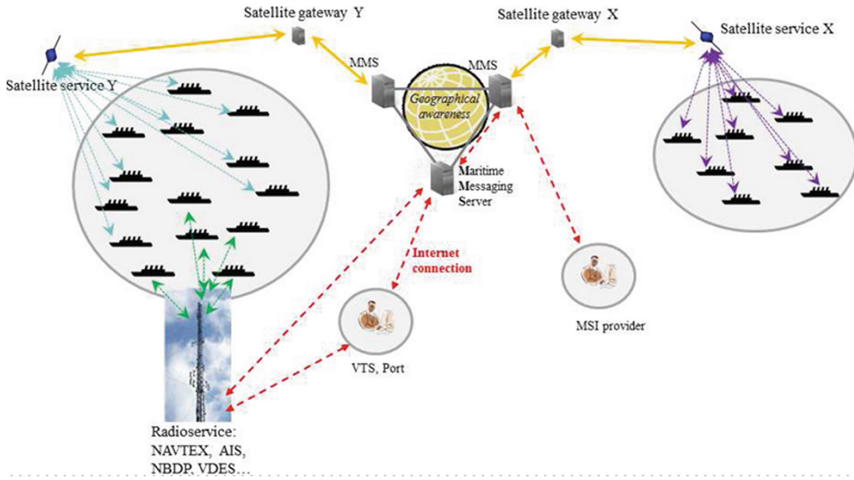 Satellite gateway Y
Satellite gateway X
Satellite service X
Satellite service Y
MMS
MMS
Geographical
awareness
Maritime
Messaging
Server
Internet
connection
MSI provider
VTS, Port
Radioservice:
NAVTEX, AIS,
NBDP, VDES...